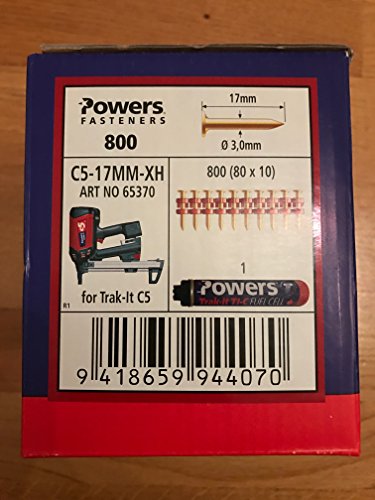 Powers
FASTENERS
800
17mm
Ø 3,0mm
C5-17MM-XH
ART NO 65370
800 (80 x 10)
C5
1
Powers
Trak-It TI-C FUEL CELL
for Trak-It C5
R1
9 418659 944070 >